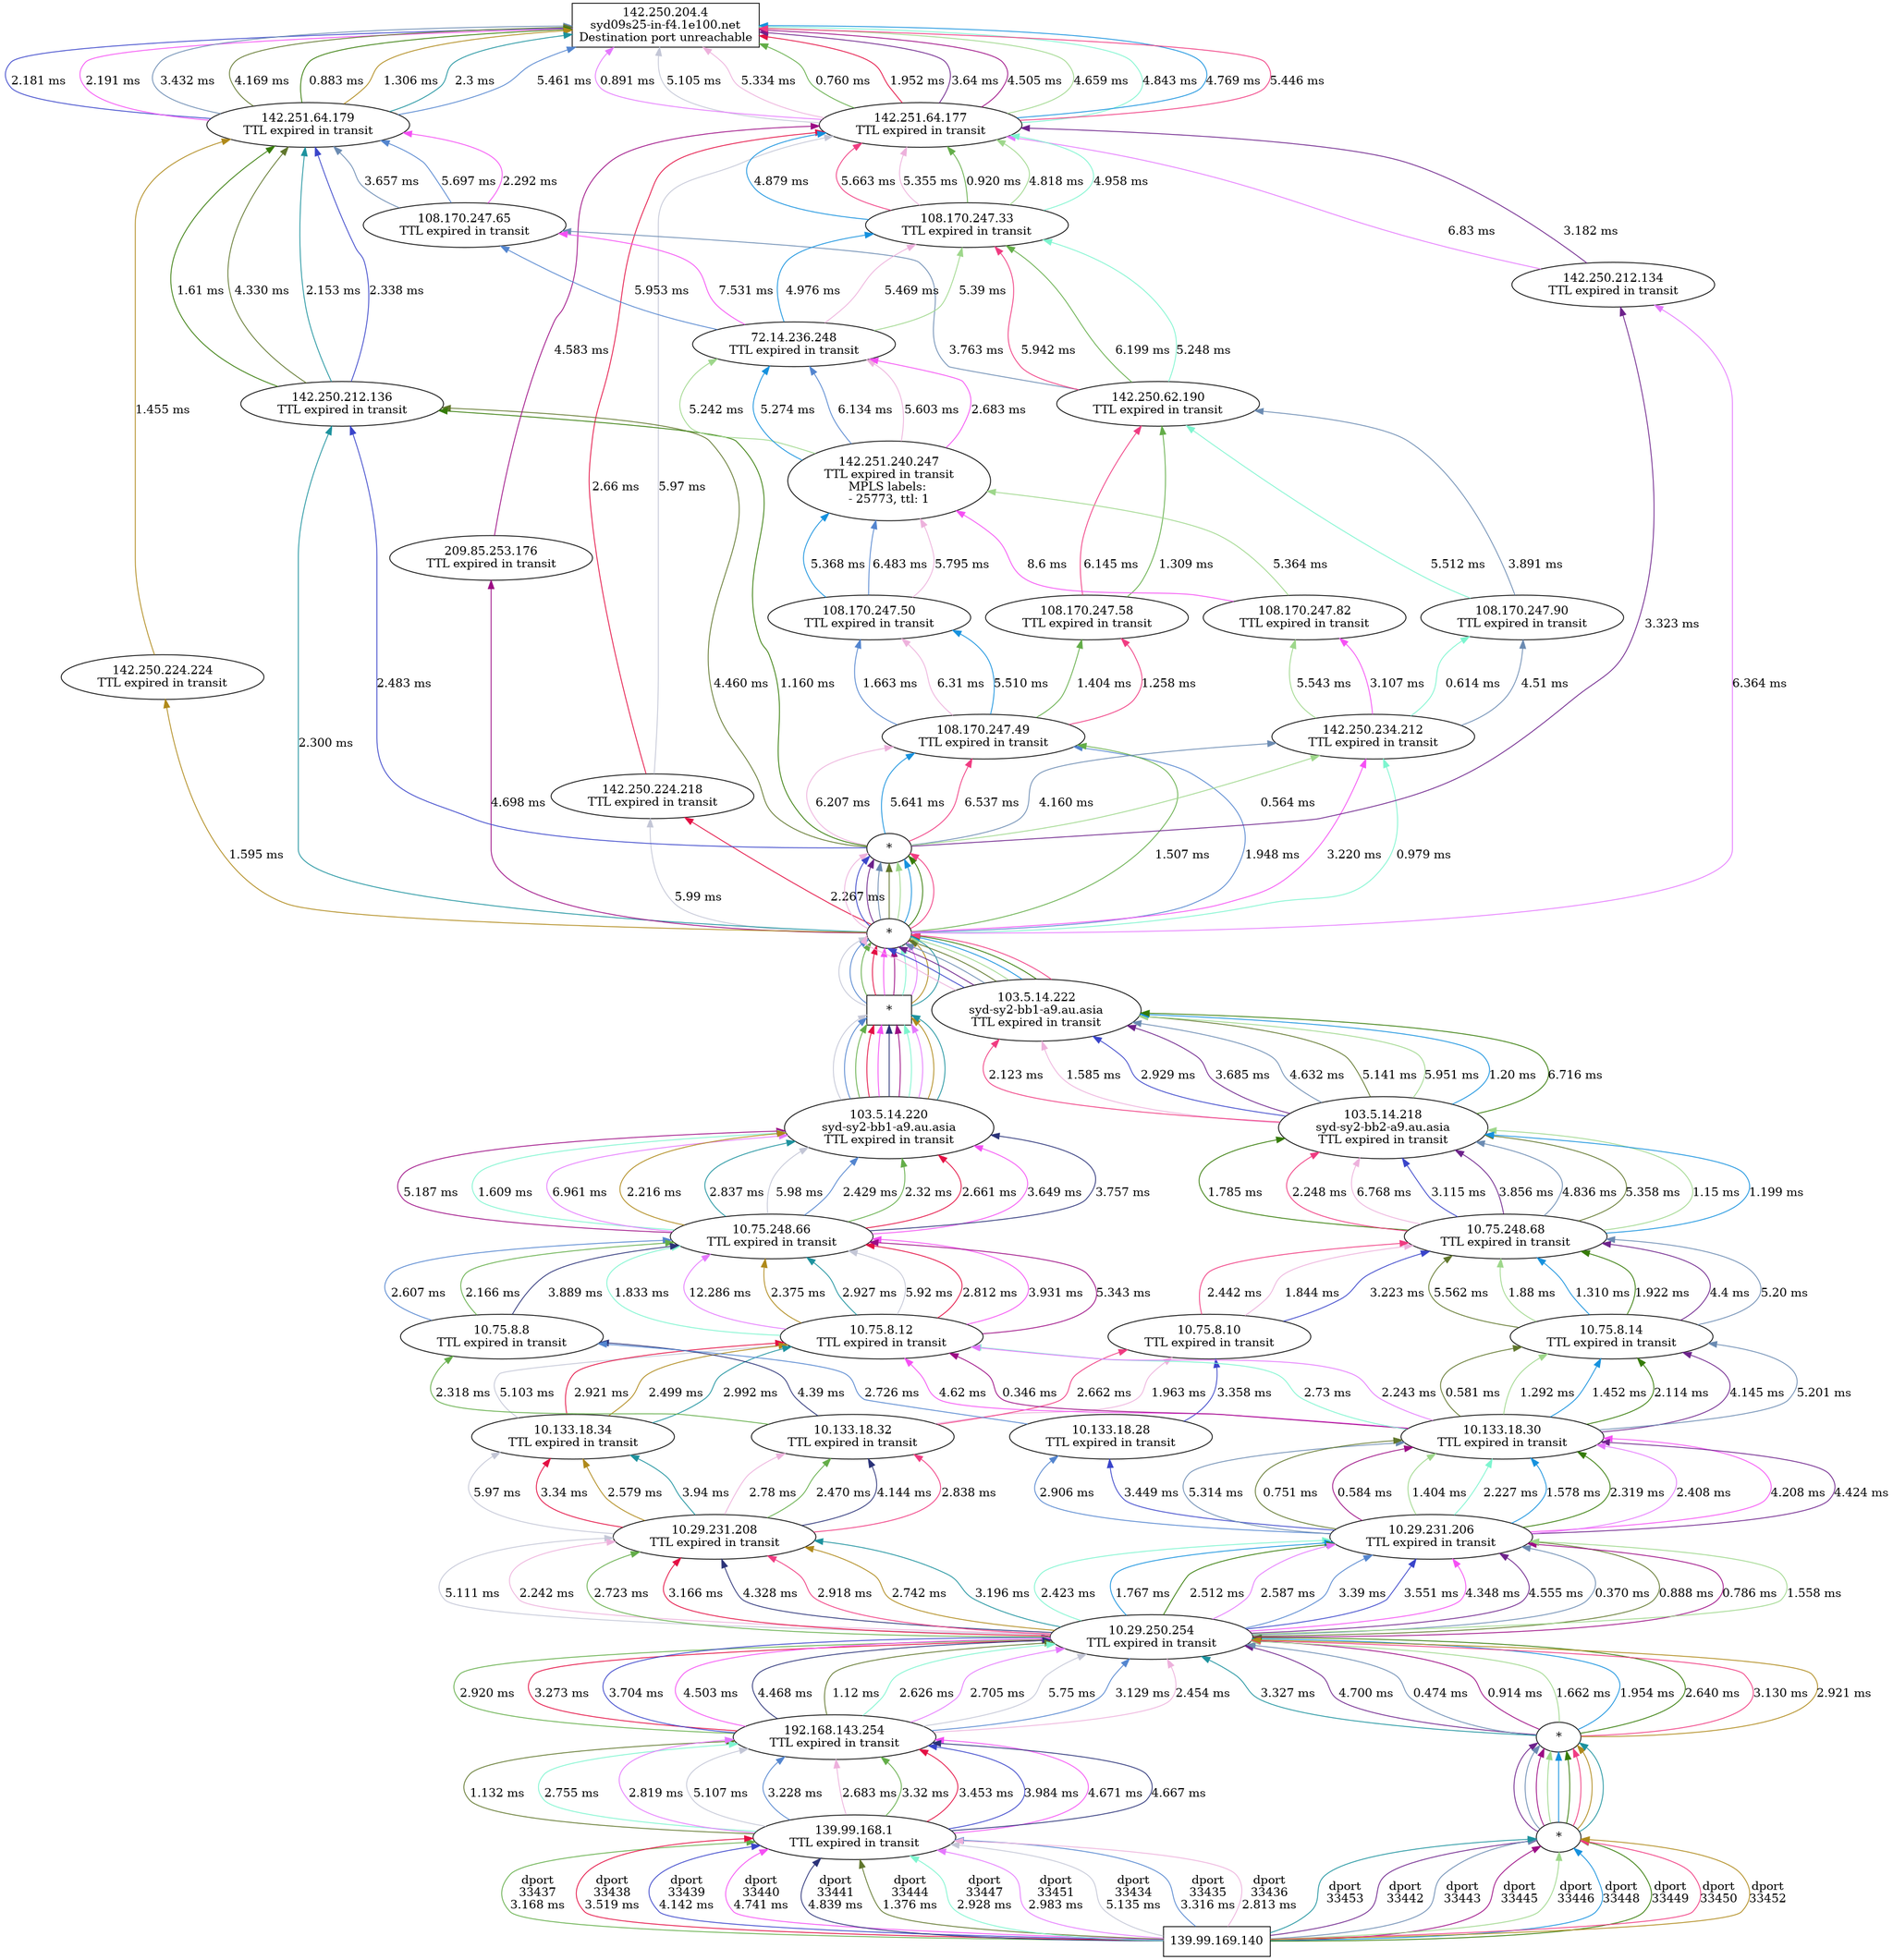 142.250.204.4
syd09s25-in-f4.1e100.net
Destination port unreachable
2.181 ms
2.191 ms
3.432 ms
4.169 ms
0.883 ms
1.306 ms
2.3 ms
5.461 ms
0.891 ms
5.105 ms
5.334 ms
0.760 ms
1.952 ms
3.64 ms
4.505 ms
4.659 ms
4.843 ms
4.769 ms
5.446 ms
142.251.64.179
TTL expired in transit
142.251.64.177
TTL expired in transit
3.657 ms
5.697 ms
2.292 ms
4.879 ms
5.663 ms
5.355 ms
0.920 ms
4.818 ms
4.958 ms
108.170.247.65
TTL expired in transit
108.170.247.33
TTL expired in transit
6.83 ms
3.182 ms
1.61 ms
4.330 ms
2.153 ms
2.338 ms
5.953 ms
7.531 ms
4.976 ms
5.469 ms
5.39 ms
142.250.212.134
TTL expired in transit
4.583 ms
72.14.236.248
TTL expired in transit
3.763 ms
5.942 ms
6.199 ms
5.248 ms
1.455 ms
142.250.212.136
TTL expired in transit
5.242 ms
5.274 ms
6.134 ms
5.603 ms
2.683 ms
142.250.62.190
TTL expired in transit
2.66 ms
5.97 ms
142.251.240.247
TTL expired in transit
MPLS labels:
- 25773, ttl: 1
209.85.253.176
TTL expired in transit
5.368 ms
6.483 ms
5.795 ms
8.6 ms
6.145 ms
1.309 ms
5.364 ms
5.512 ms
3.891 ms
108.170.247.50
TTL expired in transit
108.170.247.58
TTL expired in transit
108.170.247.82
TTL expired in transit
108.170.247.90
TTL expired in transit
3.323 ms
142.250.224.224
TTL expired in transit
2.483 ms
4.460 ms
1.160 ms
1.663 ms
6.31 ms
5.510 ms
1.404 ms
1.258 ms
5.543 ms
3.107 ms
0.614 ms
4.51 ms
6.364 ms
2.300 ms
108.170.247.49
TTL expired in transit
142.250.234.212
TTL expired in transit
4.698 ms
142.250.224.218
TTL expired in transit
6.207 ms
5.641 ms
6.537 ms
4.160 ms
0.564 ms
1.595 ms
*
1.507 ms
1.948 ms
3.220 ms
0.979 ms
5.99 ms
2.267 ms
*
*
103.5.14.222
syd-sy2-bb1-a9.au.asia
TTL expired in transit
2.123 ms
1.585 ms
2.929 ms
3.685 ms
4.632 ms
5.141 ms
5.951 ms
1.20 ms
6.716 ms
103.5.14.220
syd-sy2-bb1-a9.au.asia
TTL expired in transit
103.5.14.218
syd-sy2-bb2-a9.au.asia
TTL expired in transit
5.187 ms
1.609 ms
6.961 ms
2.216 ms
2.837 ms
5.98 ms
2.429 ms
2.32 ms
2.661 ms
3.649 ms
3.757 ms
1.785 ms
2.248 ms
6.768 ms
3.115 ms
3.856 ms
4.836 ms
5.358 ms
1.15 ms
1.199 ms
10.75.248.66
TTL expired in transit
10.75.248.68
TTL expired in transit
2.607 ms
2.166 ms
3.889 ms
1.833 ms
12.286 ms
2.375 ms
2.927 ms
5.92 ms
2.812 ms
3.931 ms
5.343 ms
2.442 ms
1.844 ms
3.223 ms
5.562 ms
1.88 ms
1.310 ms
1.922 ms
4.4 ms
5.20 ms
10.75.8.8
TTL expired in transit
10.75.8.12
TTL expired in transit
10.75.8.10
TTL expired in transit
10.75.8.14
TTL expired in transit
2.318 ms
5.103 ms
2.921 ms
2.499 ms
2.992 ms
4.39 ms
2.726 ms
4.62 ms
0.346 ms
2.662 ms
1.963 ms
3.358 ms
2.73 ms
2.243 ms
0.581 ms
1.292 ms
1.452 ms
2.114 ms
4.145 ms
5.201 ms
10.133.18.34
TTL expired in transit
10.133.18.32
TTL expired in transit
10.133.18.28
TTL expired in transit
10.133.18.30
TTL expired in transit
5.97 ms
3.34 ms
2.579 ms
3.94 ms
2.78 ms
2.470 ms
4.144 ms
2.838 ms
2.906 ms
3.449 ms
5.314 ms
0.751 ms
0.584 ms
1.404 ms
2.227 ms
1.578 ms
2.319 ms
2.408 ms
4.208 ms
4.424 ms
10.29.231.208
TTL expired in transit
10.29.231.206
TTL expired in transit
5.111 ms
2.242 ms
2.723 ms
3.166 ms
4.328 ms
2.918 ms
2.742 ms
3.196 ms
2.423 ms
1.767 ms
2.512 ms
2.587 ms
3.39 ms
3.551 ms
4.348 ms
4.555 ms
0.370 ms
0.888 ms
0.786 ms
1.558 ms
10.29.250.254
TTL expired in transit
2.920 ms
3.273 ms
3.704 ms
4.503 ms
4.468 ms
1.12 ms
2.626 ms
2.705 ms
5.75 ms
3.129 ms
2.454 ms
3.327 ms
4.700 ms
0.474 ms
0.914 ms
1.662 ms
1.954 ms
2.640 ms
3.130 ms
2.921 ms
192.168.143.254
TTL expired in transit
*
1.132 ms
2.755 ms
2.819 ms
5.107 ms
3.228 ms
2.683 ms
3.32 ms
3.453 ms
3.984 ms
4.671 ms
4.667 ms
139.99.168.1
TTL expired in transit
*
dport
33437
3.168 ms
dport
33438
3.519 ms
dport
33439
4.142 ms
dport
33440
4.741 ms
dport
33441
4.839 ms
dport
33444
1.376 ms
dport
33447
2.928 ms
dport
33451
2.983 ms
dport
33434
5.135 ms
dport
33435
3.316 ms
dport
33436
2.813 ms
dport
33453
dport
33442
dport
33443
dport
33445
dport
33446
dport
33448
dport
33449
dport
33450
dport
33452
139.99.169.140